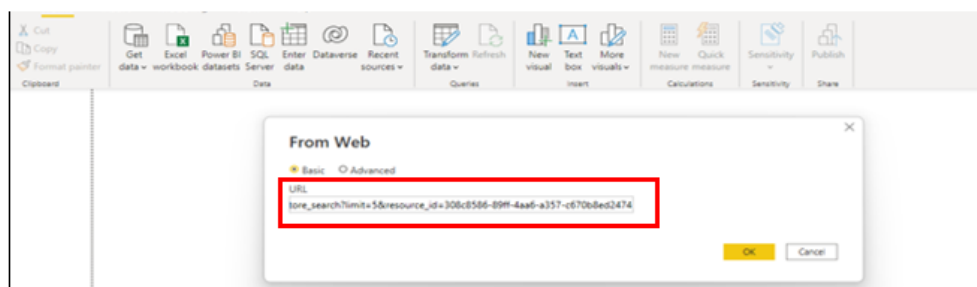 Cut
Copy
Format painter
Clipboard
Get data
Excel workbook
Power BI datasets
SQL Server
Enter data
Dataverse
Recent sources
Data
Transform data
Refresh
Queries
New visual
Text box
More visuals
Insert
New measure
Quick measure
Calculations
Sensitivity
Sensitivity
Publish
Share
From Web
Basic
Advanced
URL
tore_search?limit=5&resource_id=308c8586-89ff-4aa6-a357-c670b8ed2474
OK
Cancel